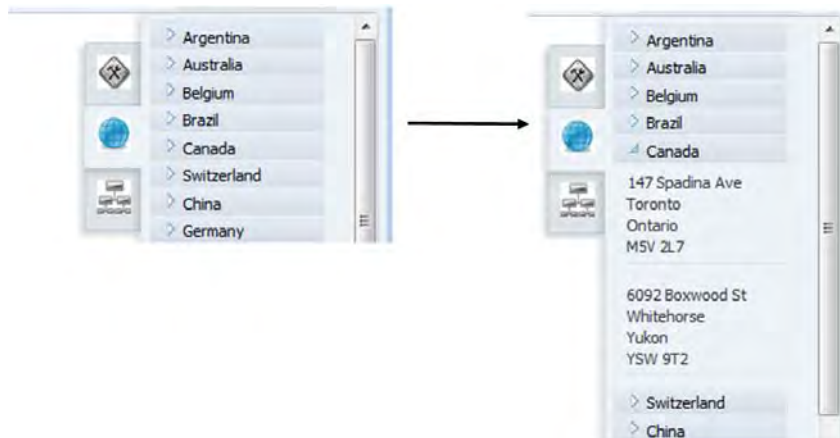 Argentina
Australia
Belgium
Brazil
Canada
Switzerland
China
Germany
Argentina
Australia
Belgium
Brazil
Canada
147 Spadina Ave
Toronto
Ontario
M5V 2L7
6092 Boxwood St
Whitehorse
Yukon
YSW 9T2
Switzerland
China